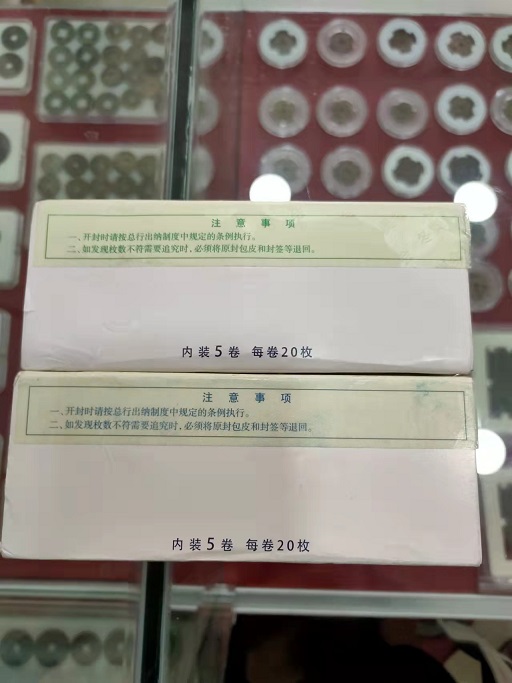 注意事项
一、开封时请按总行出纳制度中规定的条例执行。
二、如发现枚数不符需要追究时，必须将原封包皮和封签等退回。
内装5卷 每卷20枚
注意事项
一、开封时请按总行出纳制度中规定的条例执行。
二、如发现枚数不符需要追究时，必须将原封包皮和封签等退回。
内装5卷 每卷20枚